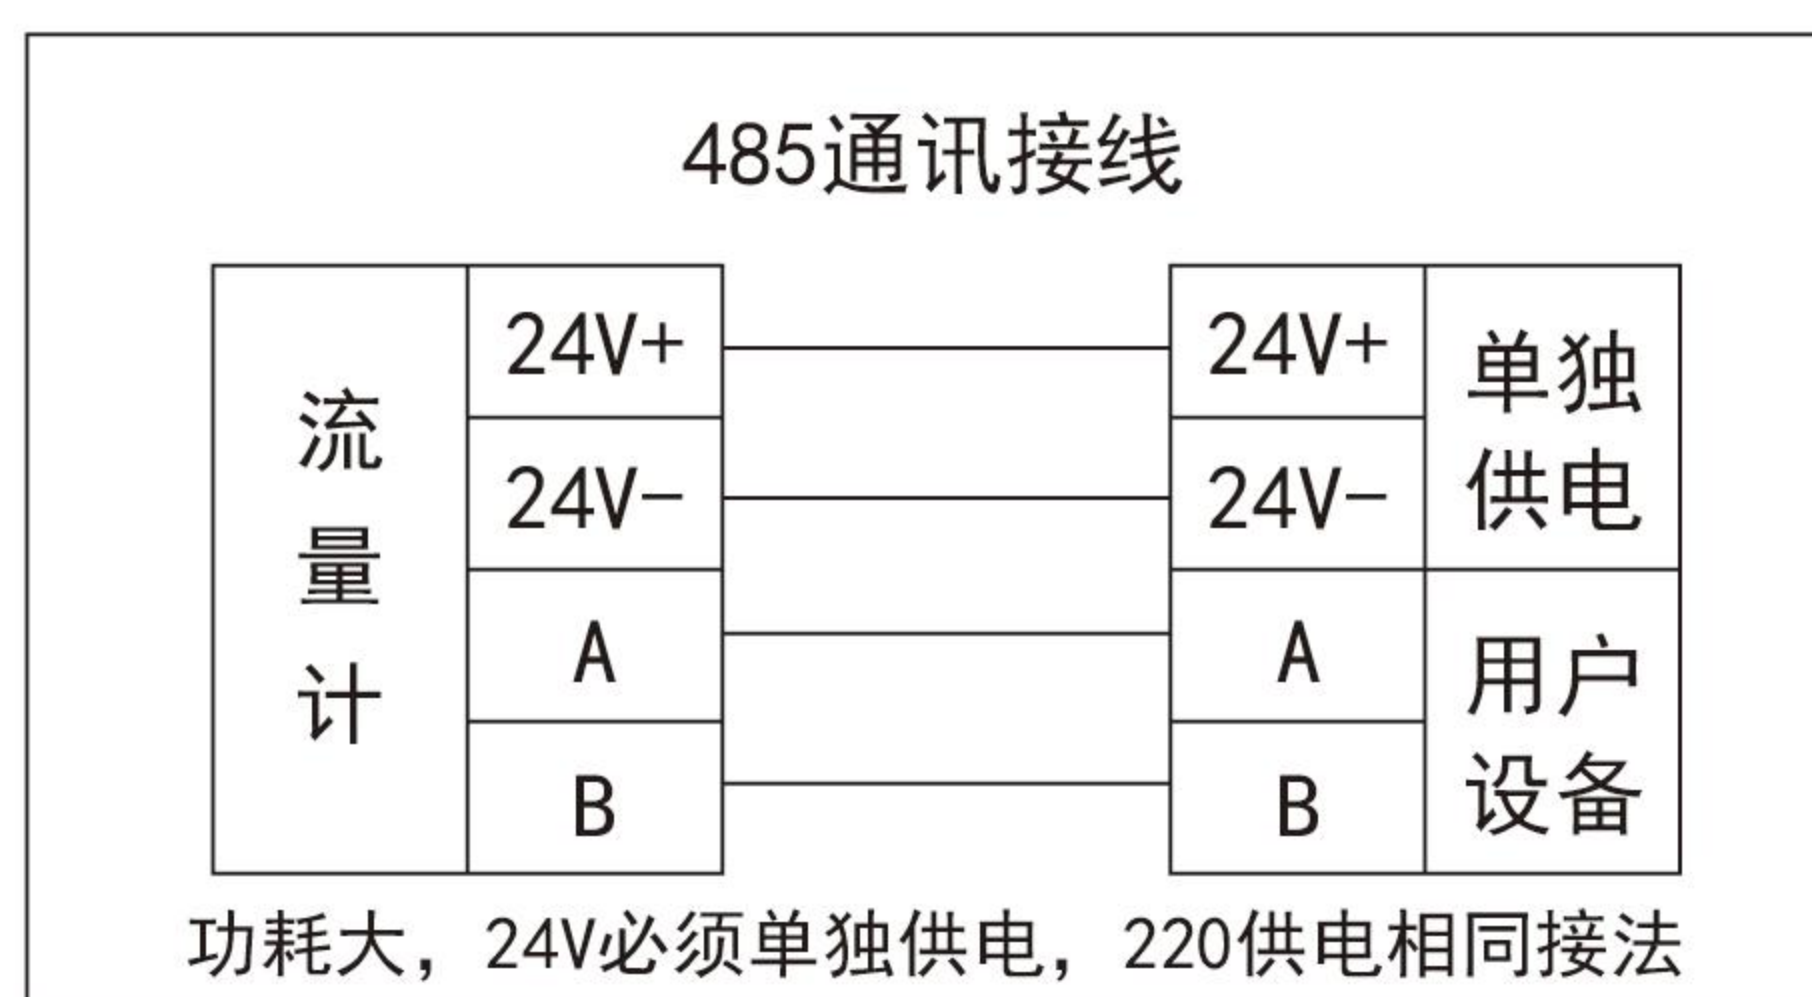 485通讯接线
流量计
24V+
24V-
A
B
24V+
24V-
A
B
单独
供电
用户
设备
功耗大，24V必须单独供电，220供电相同接法